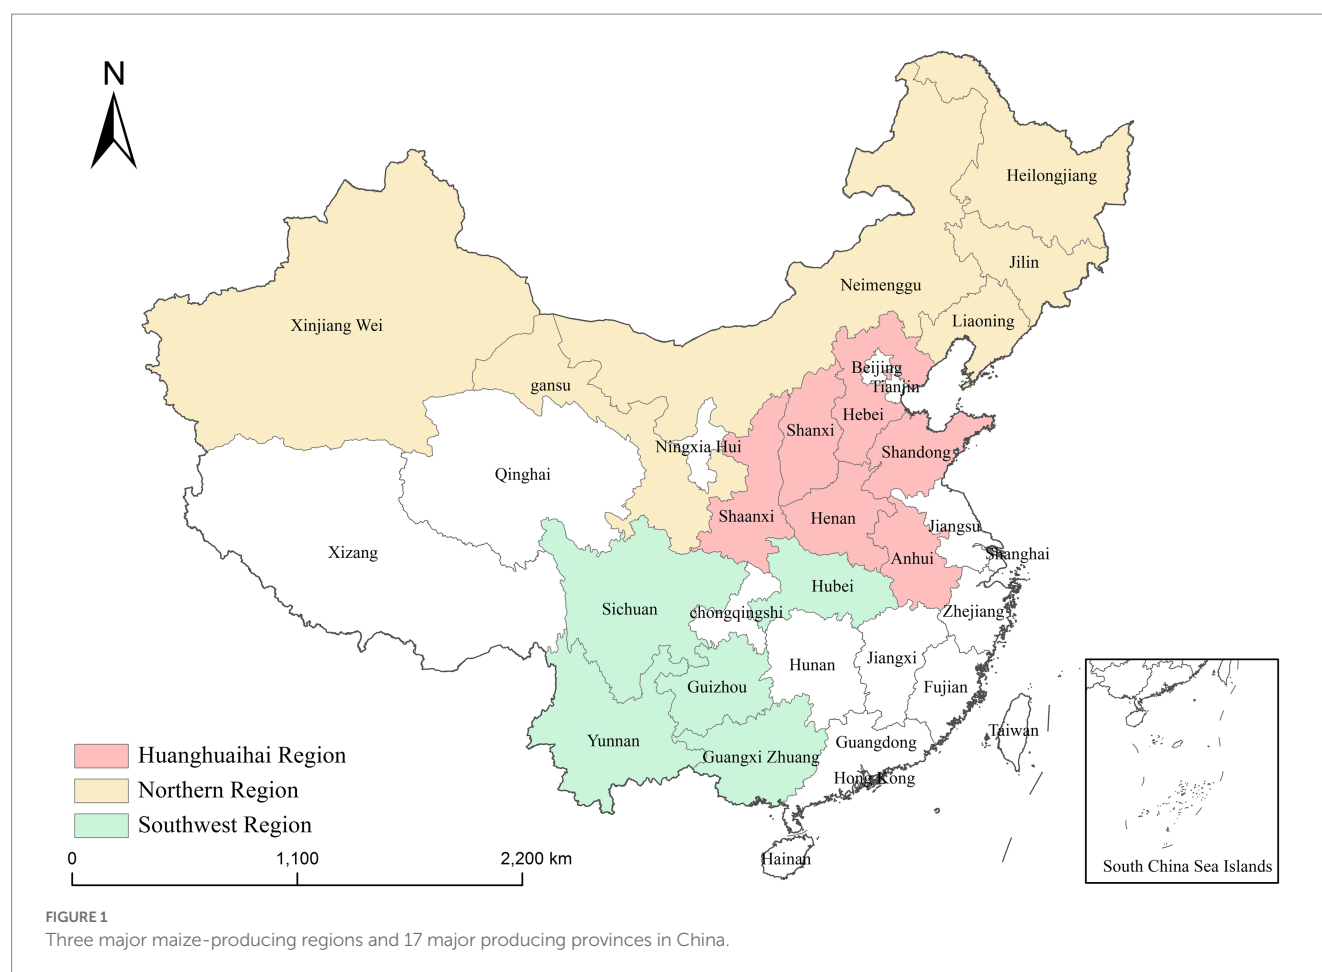 N
Heilongjiang
Jilin
Neimenggu
Liaoning
Xinjiang Wei
Beijing
gansu
Tianjin
Hebei
Shanxi
Ningxia Hui
Shandong
Qinghai
Shaanxi
Henan
Jiangsu
Xizang
Shanghai
Anhui
Hubei
Sichuan
chongqingshi
Zhejiang
Hunan
Jiangxi
Guizhou
Fujian
Taiwan
Yunnan
Guangdong
Guangxi Zhuang
Hong Kong
Hainan
Huanghuaihai Region
Northern Region
Southwest Region
0 1,100 2,200 km
South China Sea Islands
FIGURE 1
Three major maize-producing regions and 17 major producing provinces in China.